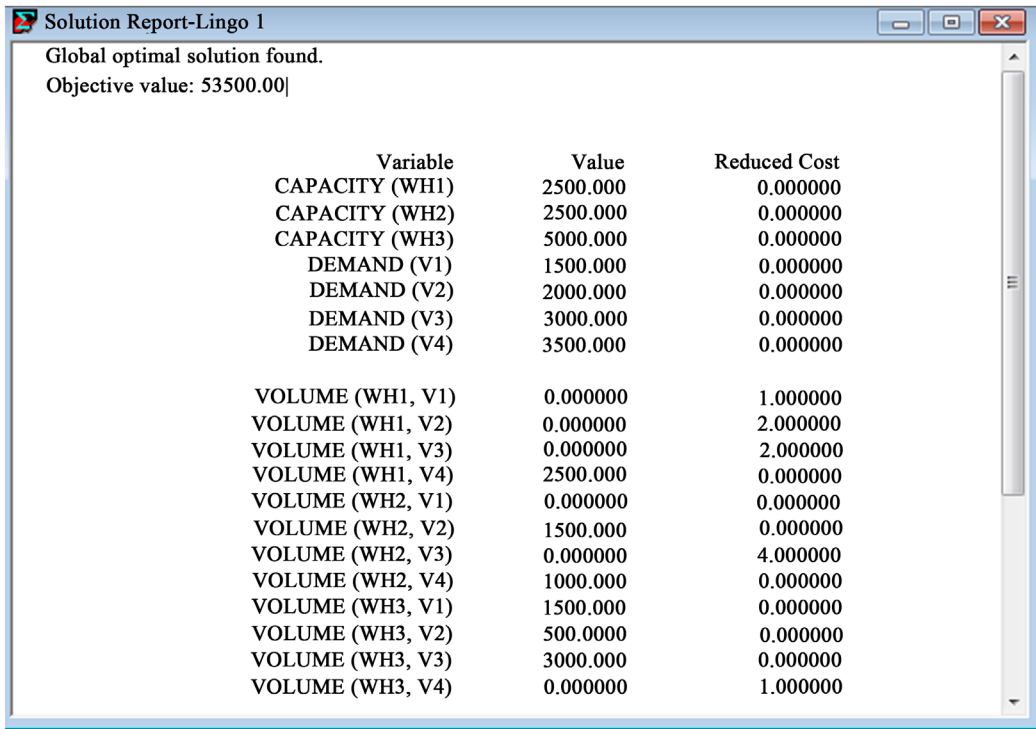 Solution Report-Lingo 1
Global optimal solution found.
Objective value: 53500.00|
Variable Value Reduced Cost
CAPACITY (WH1) 2500.000 0.000000
CAPACITY (WH2) 2500.000 0.000000
CAPACITY (WH3) 5000.000 0.000000
DEMAND (V1) 1500.000 0.000000
DEMAND (V2) 2000.000 0.000000
DEMAND (V3) 3000.000 0.000000
DEMAND (V4) 3500.000 0.000000
VOLUME (WH1, V1) 0.000000 1.000000
VOLUME (WH1, V2) 0.000000 2.000000
VOLUME (WH1, V3) 0.000000 2.000000
VOLUME (WH1, V4) 2500.000 0.000000
VOLUME (WH2, V1) 0.000000 0.000000
VOLUME (WH2, V2) 1500.000 0.000000
VOLUME (WH2, V3) 0.000000 4.000000
VOLUME (WH2, V4) 1000.000 0.000000
VOLUME (WH3, V1) 1500.000 0.000000
VOLUME (WH3, V2) 500.0000 0.000000
VOLUME (WH3, V3) 3000.000 0.000000
VOLUME (WH3, V4) 0.000000 1.000000